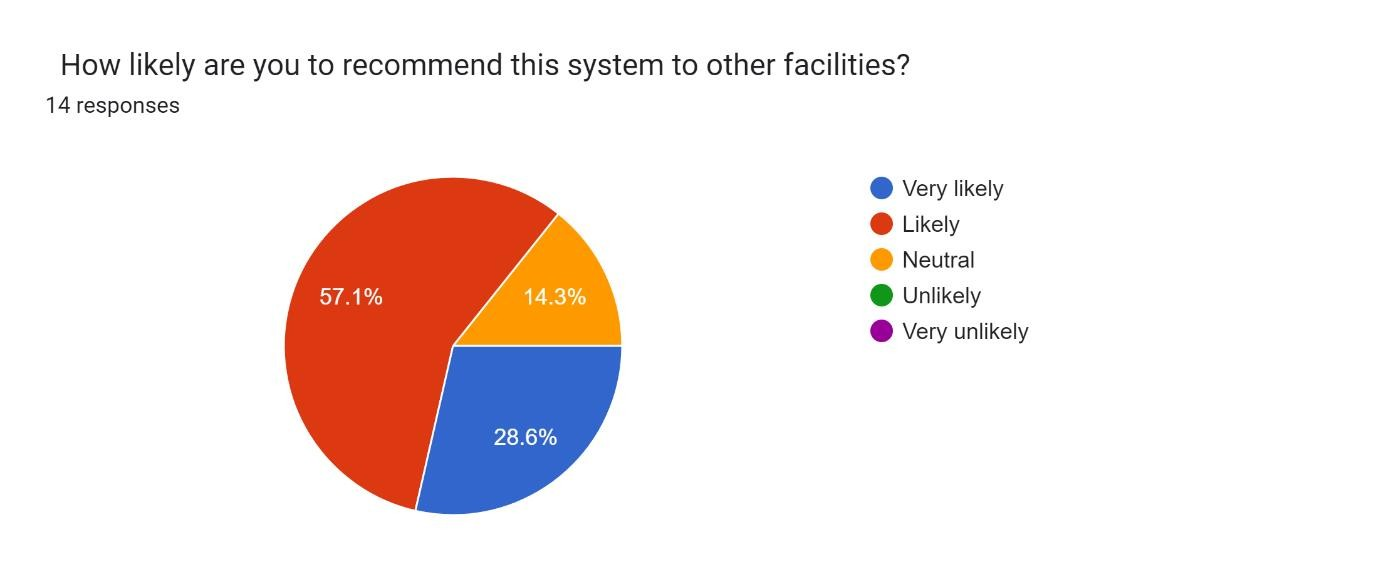 How likely are you to recommend this system to other facilities?
14 responses
57.1%
14.3%
28.6%
Very likely
Likely
Neutral
Unlikely
Very unlikely